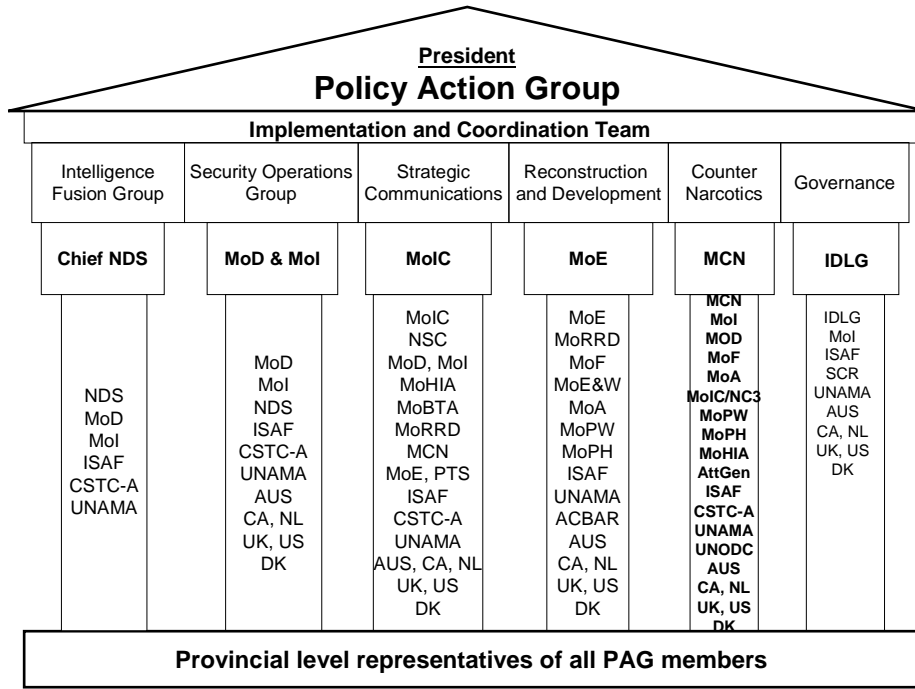 President
Policy Action Group
Implementation and Coordination Team
Intelligence
Fusion Group
Security Operations
Group
Strategic
Communications
Reconstruction
and Development
Counter
Narcotics
Governance
Chief NDS
MoD & MoI
MoIC
MoE
MCN
IDLG
NDS
MoD
MoI
ISAF
CSTC-A
UNAMA
MoD
MoI
NDS
ISAF
CSTC-A
UNAMA
AUS
CA, NL
UK, US
DK
MoIC
NSC
MoD, MoI
MoHIA
MoBTA
MoRRD
MCN
MoE, PTS
ISAF
CSTC-A
UNAMA
AUS, CA, NL
UK, US
DK
MoE
MoRRD
MoF
MoE&W
MoA
MoPW
MoPH
ISAF
UNAMA
ACBAR
AUS
CA, NL
UK, US
DK
MCN
MoI
MOD
MoF
MoA
MoIC/NC3
MoPW
MoPH
MoHIA
AttGen
ISAF
CSTC-A
UNAMA
UNODC
AUS
CA, NL
UK, US
DK
IDLG
MoI
ISAF
SCR
UNAMA
AUS
CA, NL
UK, US
DK
Provincial level representatives of all PAG members